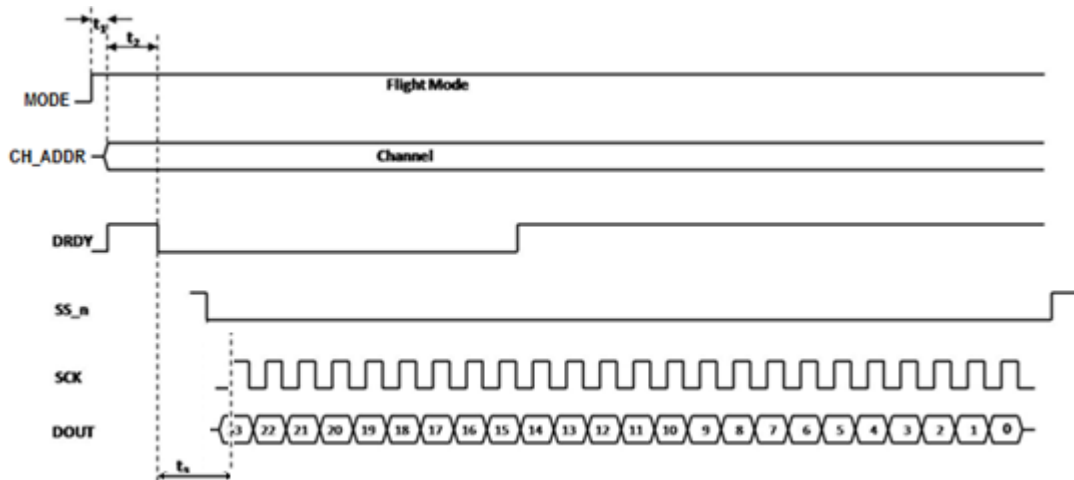 t₁
t₂
MODE
Flight Mode
CH_ADDR
Channel
DRDY
SS_n
SCK
DOUT
3 22 21 20 19 18 17 16 15 14 13 12 11 10 9 8 7 6 5 4 3 2 1 0